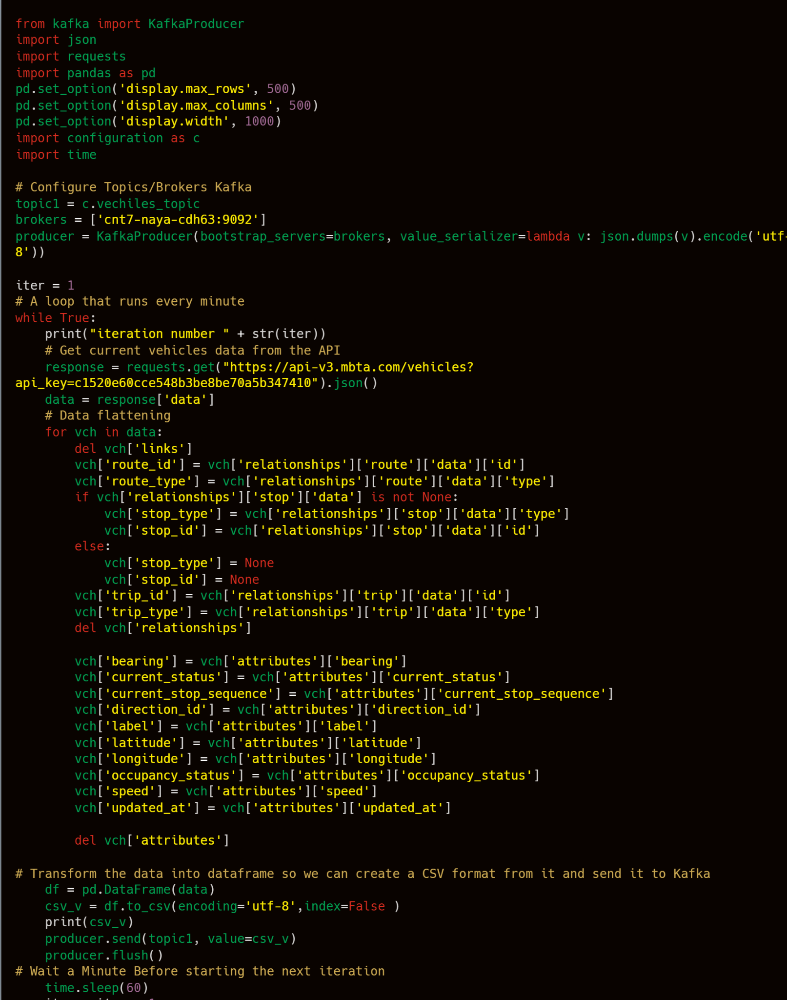 from kafka import KafkaProducer
import json
import requests
import pandas as pd
pd.set_option('display.max_rows', 500)
pd.set_option('display.max_columns', 500)
pd.set_option('display.width', 1000)
import configuration as c
import time

# Configure Topics/Brokers Kafka
topic1 = c.vechiles_topic
brokers = ['cnt7-naya-cdh63:9092']
producer = KafkaProducer(bootstrap_servers=brokers, value_serializer=lambda v: json.dumps(v).encode('utf-
8'))

iter = 1
# A loop that runs every minute
while True:
    print("iteration number " + str(iter))
    # Get current vehicles data from the API
    response = requests.get("https://api-v3.mbta.com/vehicles?
api_key=c1520e60cce548b3be8be70a5b347410").json()
    data = response['data']
    # Data flattening
    for vch in data:
        del vch['links']
        vch['route_id'] = vch['relationships']['route']['data']['id']
        vch['route_type'] = vch['relationships']['route']['data']['type']
        if vch['relationships']['stop']['data'] is not None:
            vch['stop_type'] = vch['relationships']['stop']['data']['type']
            vch['stop_id'] = vch['relationships']['stop']['data']['id']
        else:
            vch['stop_type'] = None
            vch['stop_id'] = None
        vch['trip_id'] = vch['relationships']['trip']['data']['id']
        vch['trip_type'] = vch['relationships']['trip']['data']['type']
        del vch['relationships']

        vch['bearing'] = vch['attributes']['bearing']
        vch['current_status'] = vch['attributes']['current_status']
        vch['current_stop_sequence'] = vch['attributes']['current_stop_sequence']
        vch['direction_id'] = vch['attributes']['direction_id']
        vch['label'] = vch['attributes']['label']
        vch['latitude'] = vch['attributes']['latitude']
        vch['longitude'] = vch['attributes']['longitude']
        vch['occupancy_status'] = vch['attributes']['occupancy_status']
        vch['speed'] = vch['attributes']['speed']
        vch['updated_at'] = vch['attributes']['updated_at']

        del vch['attributes']

# Transform the data into dataframe so we can create a CSV format from it and send it to Kafka
    df = pd.DataFrame(data)
    csv_v = df.to_csv(encoding='utf-8',index=False )
    print(csv_v)
    producer.send(topic1, value=csv_v)
    producer.flush()
# Wait a Minute Before starting the next iteration
    time.sleep(60)